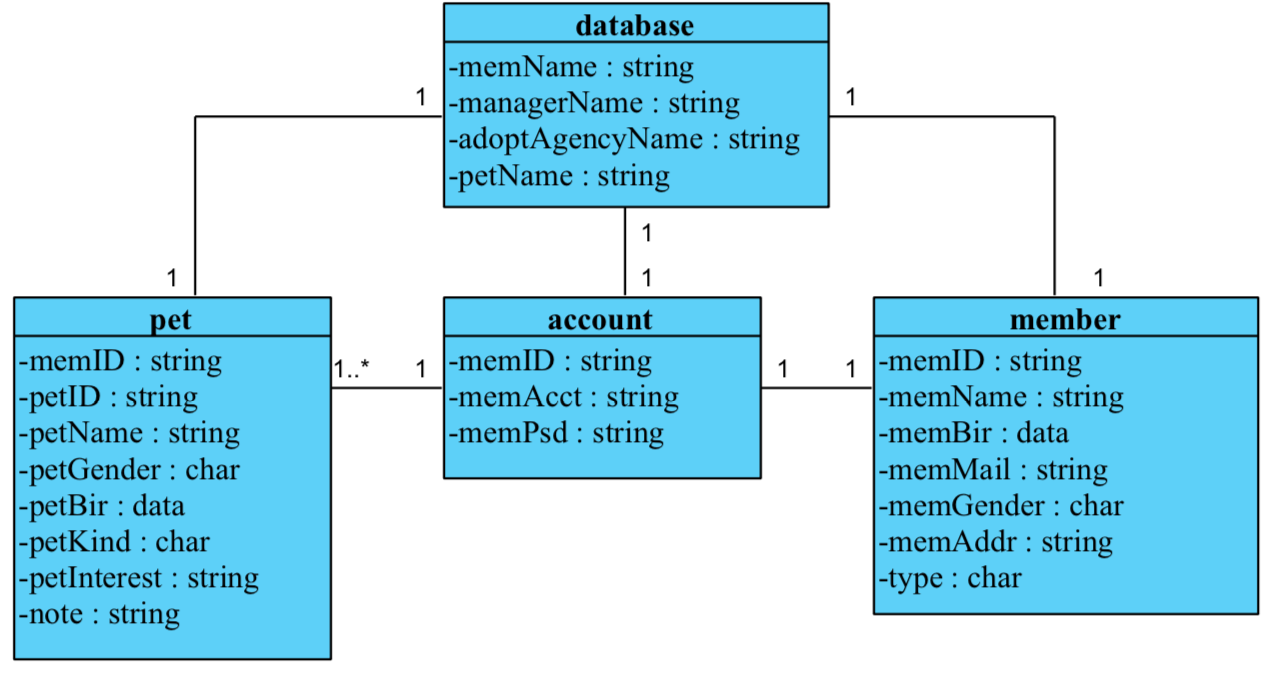 database
-memName : string
-managerName : string
-adoptAgencyName : string
-petName : string
1
1
1
1
1
1
pet
-memID : string
-petID : string
-petName : string
-petGender : char
-petBir : data
-petKind : char
-petInterest : string
-note : string
1..*
1
account
-memID : string
-memAcct : string
-memPsd : string
1
1
member
-memID : string
-memName : string
-memBir : data
-memMail : string
-memGender : char
-memAddr : string
-type : char